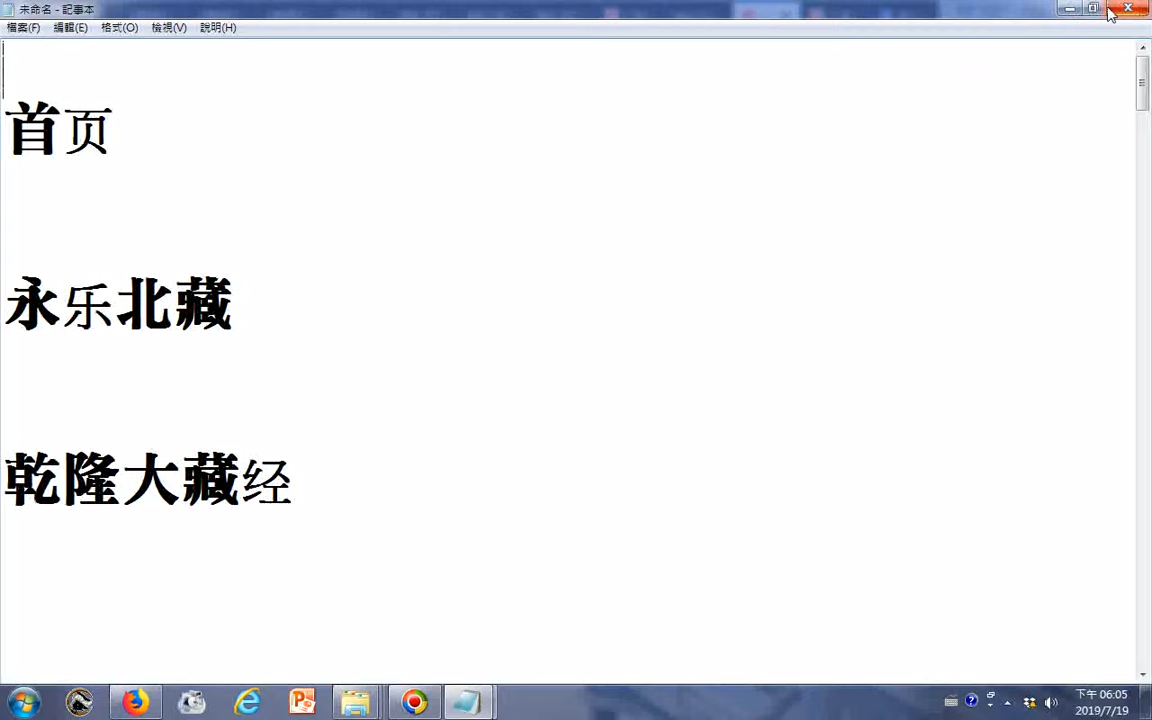 未命名 - 記事本
檔案(F) 編輯(E) 格式(O) 檢視(V) 說明(H)
首页
永乐北藏
乾隆大藏经
下午 06:05
2019/7/19